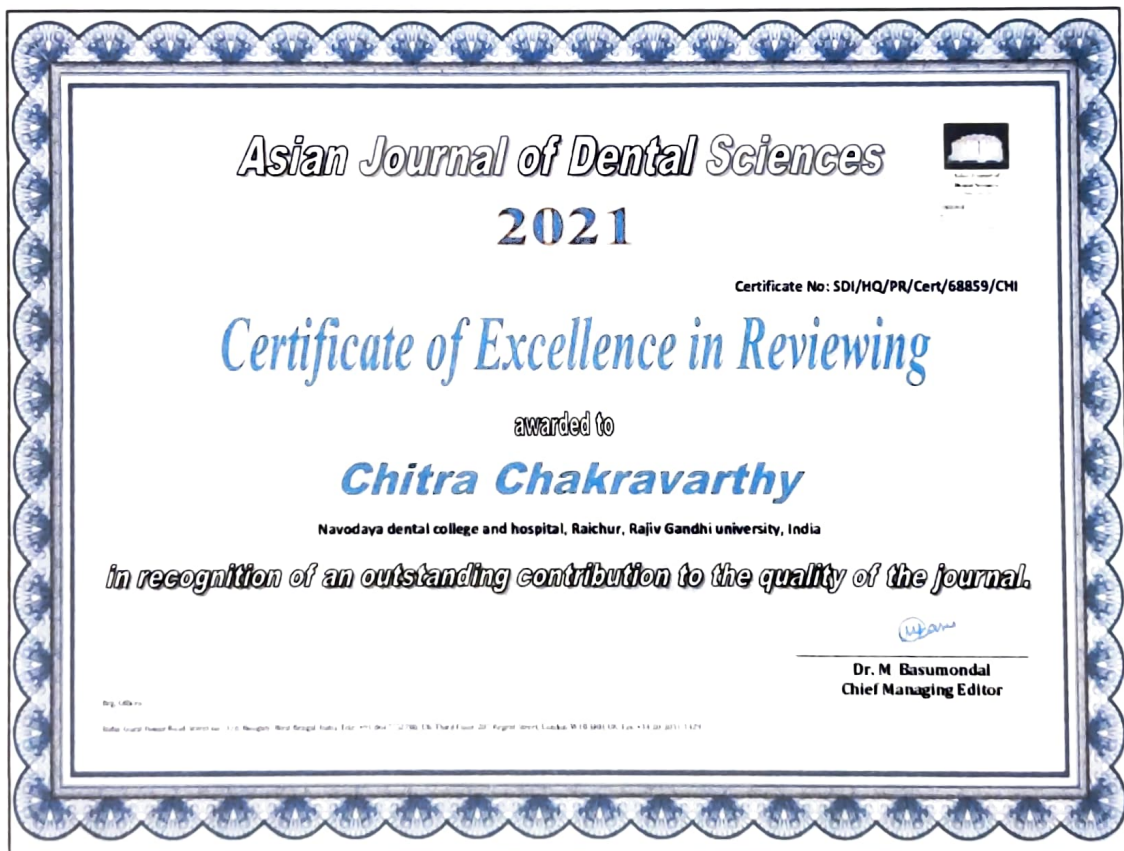 Asian Journal of Dental Sciences
2021
Certificate No: SDI/HQ/PR/Cert/68859/CHI
Certificate of Excellence in Reviewing
awarded to
Chitra Chakravarthy
Navodaya dental college and hospital, Raichur, Rajiv Gandhi university, India
in recognition of an outstanding contribution to the quality of the journal.
Dr. M Basumondal
Chief Managing Editor